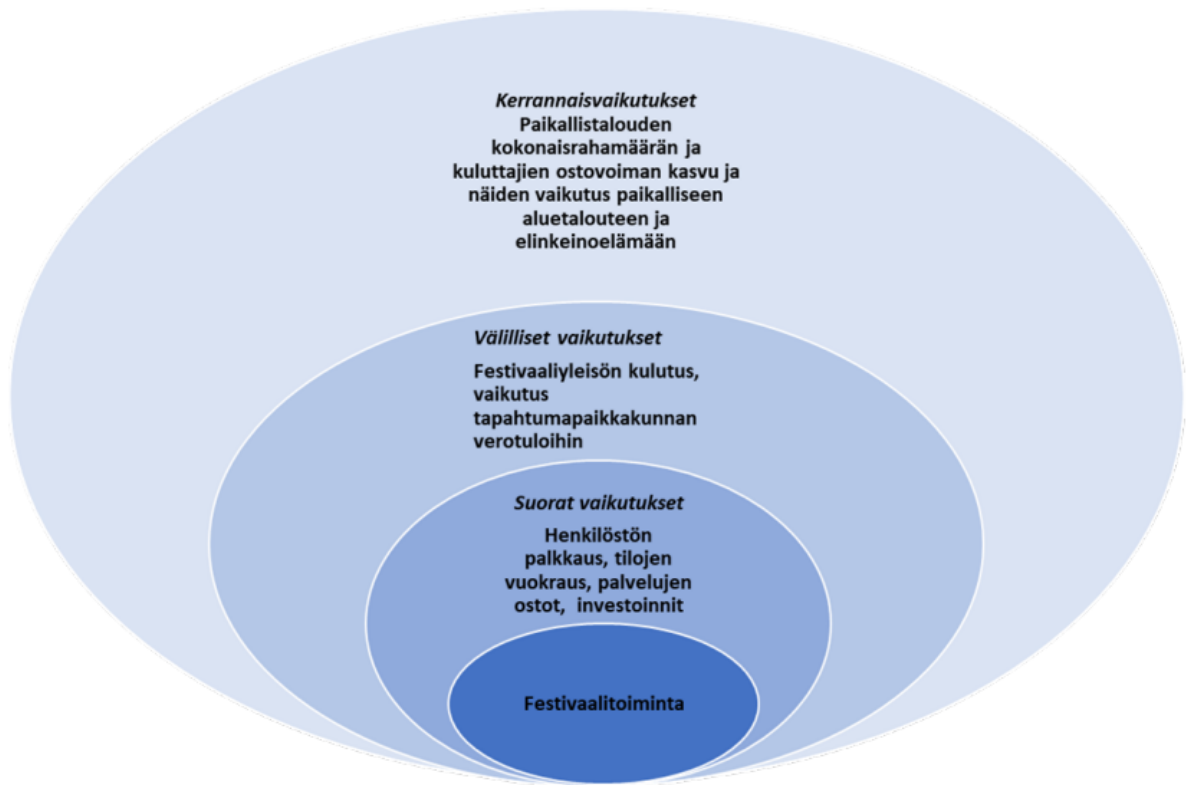 Kerrannaisvaikutukset
Paikallistalouden
kokonaisrahamäärän ja
kuluttajien ostovoiman kasvu ja
näiden vaikutus paikalliseen
aluetalouteen ja
elinkeinoelämään
Välilliset vaikutukset
Festivaaliyleisön kulutus,
vaikutus
tapahtumapaikkakunnan
verotuloihin
Suorat vaikutukset
Henkilöstön
palkkaus, tilojen
vuokraus, palvelujen
ostot, investoinnit
Festivaalitoiminta